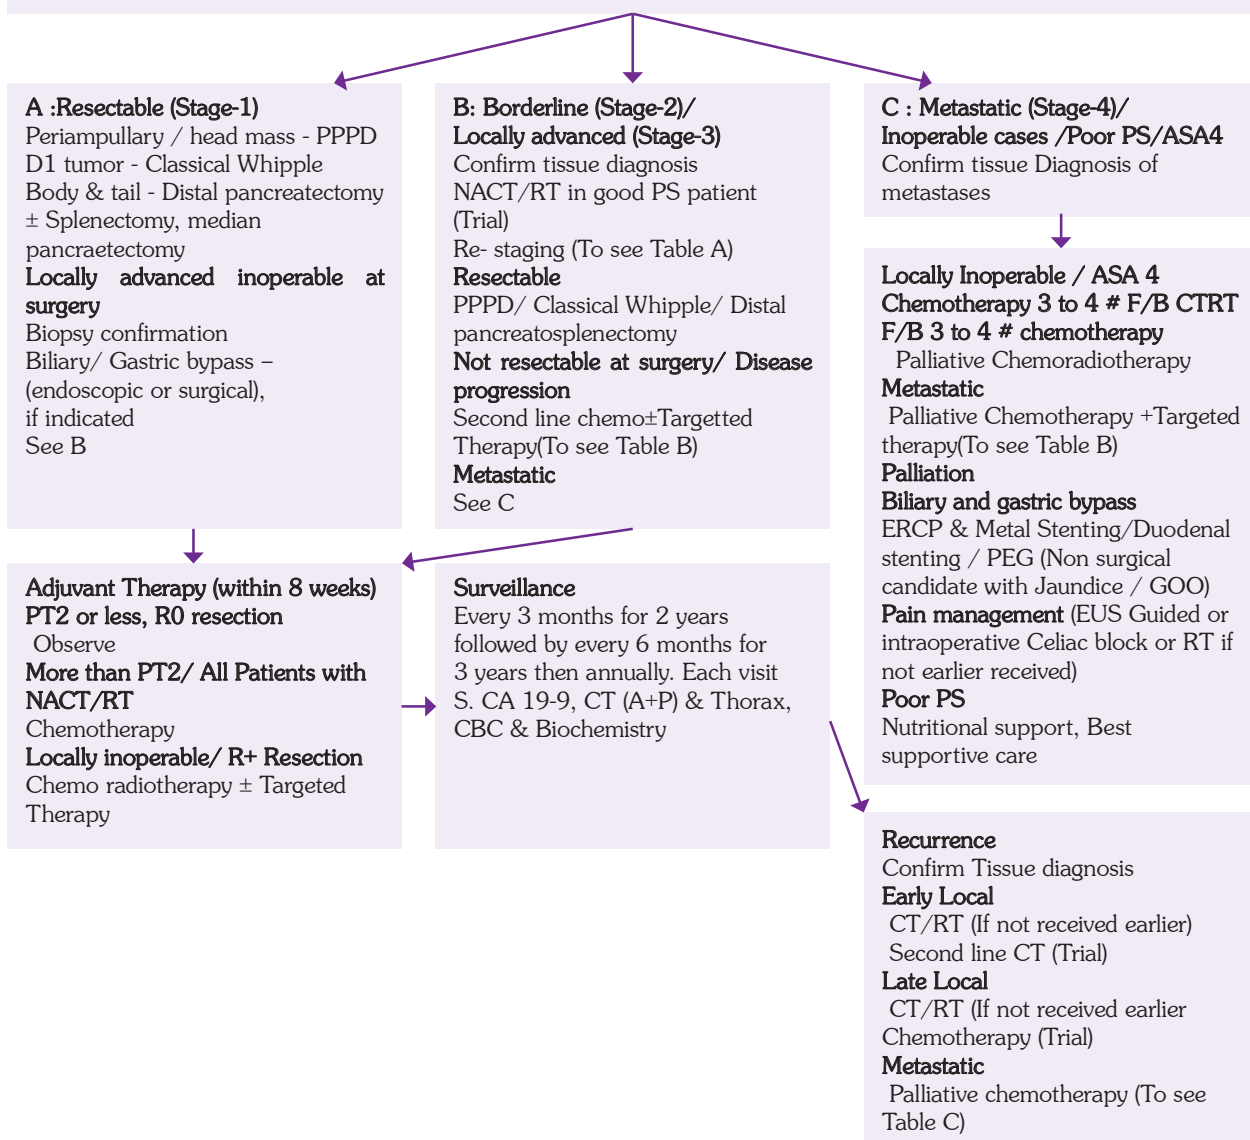 A :Resectable (Stage-1)
Periampullary / head mass - PPPD
D1 tumor - Classical Whipple
Body & tail - Distal pancreatectomy
± Splenectomy, median
pancraetectomy
Locally advanced inoperable at
surgery
Biopsy confirmation
Biliary/ Gastric bypass –
(endoscopic or surgical),
if indicated
See B
B: Borderline (Stage-2)/
Locally advanced (Stage-3)
Confirm tissue diagnosis
NACT/RT in good PS patient
(Trial)
Re- staging (To see Table A)
Resectable
PPPD/ Classical Whipple/ Distal
pancreatosplenectomy
Not resectable at surgery/ Disease
progression
Second line chemo±Targetted
Therapy(To see Table B)
Metastatic
See C
C : Metastatic (Stage-4)/
Inoperable cases /Poor PS/ASA4
Confirm tissue Diagnosis of
metastases
Locally Inoperable / ASA 4
Chemotherapy 3 to 4 # F/B CTRT
F/B 3 to 4 # chemotherapy
Palliative Chemoradiotherapy
Metastatic
Palliative Chemotherapy +Targeted
therapy(To see Table B)
Palliation
Biliary and gastric bypass
ERCP & Metal Stenting/Duodenal
stenting / PEG (Non surgical
candidate with Jaundice / GOO)
Pain management (EUS Guided or
intraoperative Celiac block or RT if
not earlier received)
Poor PS
Nutritional support, Best
supportive care
Adjuvant Therapy (within 8 weeks)
PT2 or less, R0 resection
Observe
More than PT2/ All Patients with
NACT/RT
Chemotherapy
Locally inoperable/ R+ Resection
Chemo radiotherapy ± Targeted
Therapy
Surveillance
Every 3 months for 2 years
followed by every 6 months for
3 years then annually. Each visit
S. CA 19-9, CT (A+P) & Thorax,
CBC & Biochemistry
Recurrence
Confirm Tissue diagnosis
Early Local
CT/RT (If not received earlier)
Second line CT (Trial)
Late Local
CT/RT (If not received earlier
Chemotherapy (Trial)
Metastatic
Palliative chemotherapy (To see
Table C)